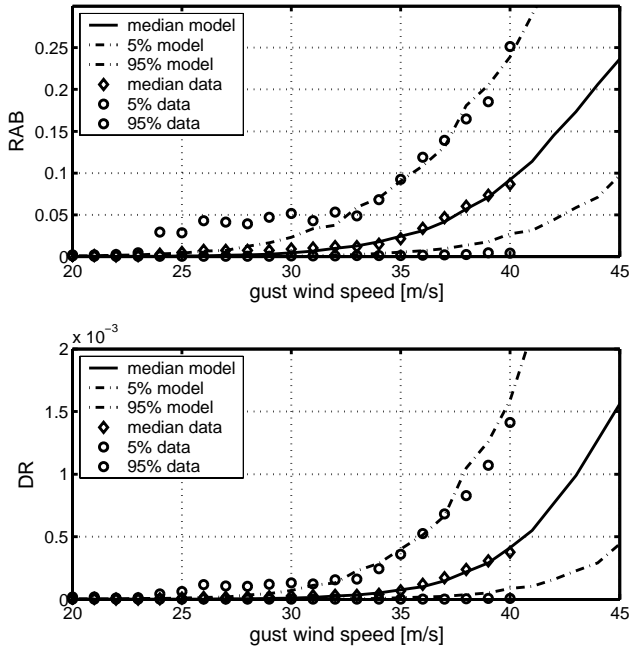 median model
5% model
95% model
median data
5% data
95% data
0.25
0.2
0.15
0.1
0.05
0
RAB
20 25 30 35 40 45
gust wind speed [m/s]
x 10⁻³
median model
5% model
95% model
median data
5% data
95% data
2
1.5
1
0.5
0
DR
20 25 30 35 40 45
gust wind speed [m/s]